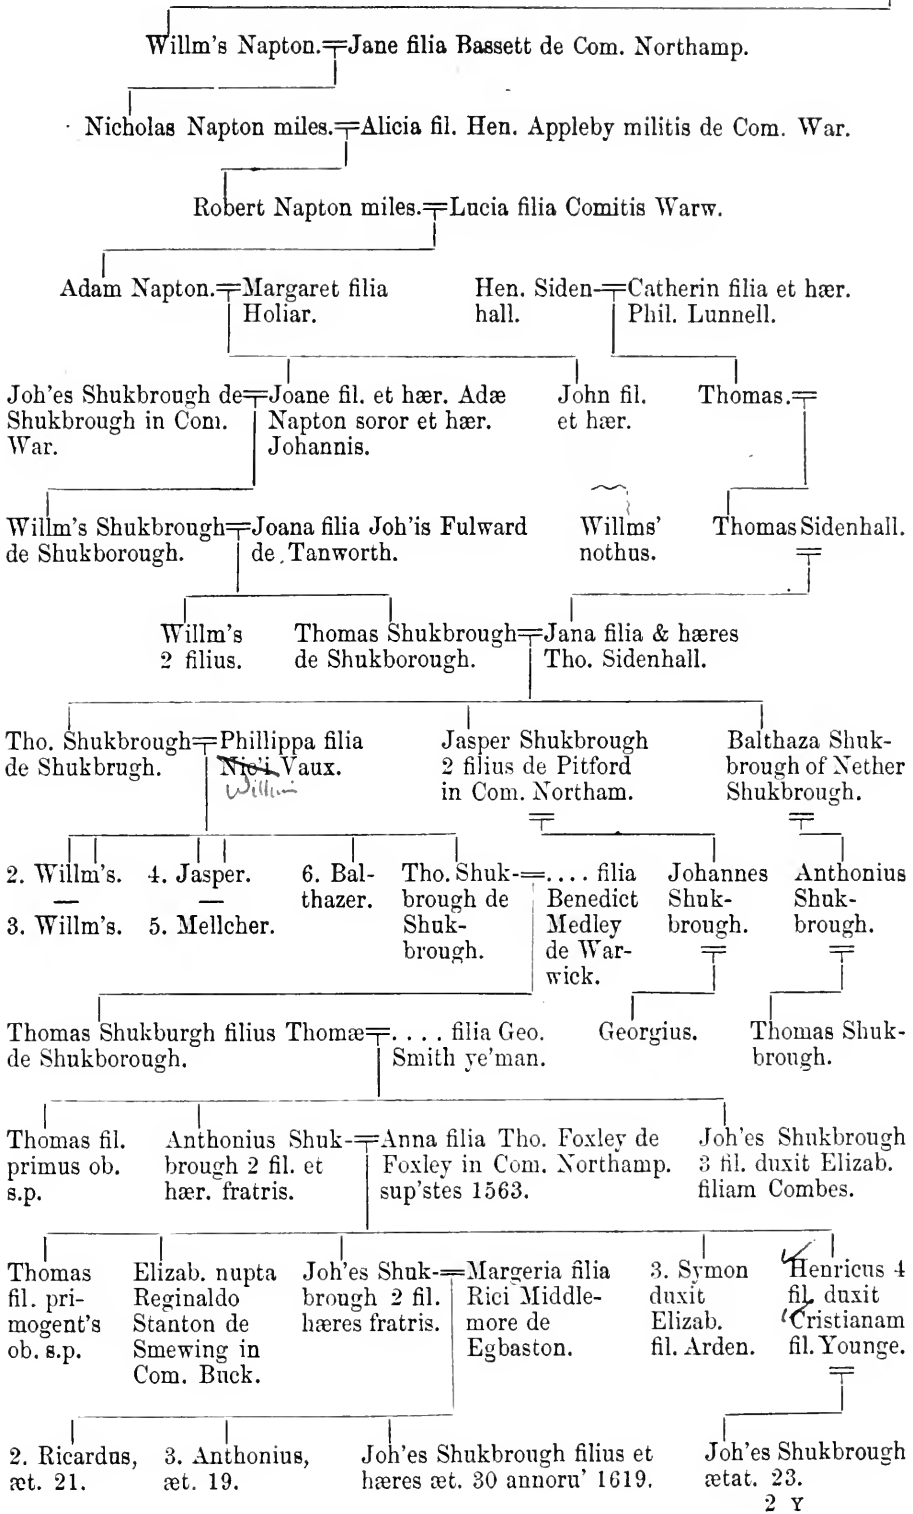 Willm's Napton. Jane filia Bassett de Com. Northamp.
Nicholas Napton miles. Alicia fil. Hen. Appleby militis de Com. War.
Robert Napton miles. Lucia filia Comitis Warw.
Adam Napton. Margaret filia
Holiar.
Hen. Siden-
hall.
Catherin filia et hær.
Phil. Lunnell.
Joh'es Shukbrough de
Shukbrough in Com.
War.
Joane fil. et hær. Adæ
Napton soror et hær.
Johannis.
John fil.
et hær.
Thomas.
Willm's Shukbrough
de Shukborough.
Joana filia Joh'is Fulward
de Tanworth.
Willms'
nothus.
Thomas Sidenhall.
Willm's
2 filius.
Thomas Shukbrough
de Shukborough.
Jana filia & hæres
Tho. Sidenhall.
Tho. Shukbrough
de Shukbrugh.
Phillippa filia
Nic'i Vaux.
Willm
Jasper Shukbrough
2 filius de Pitford
in Com. Northam.
Balthaza Shuk-
brough of Nether
Shukbrough.
2. Willm's.
3. Willm's.
4. Jasper.
5. Mellcher.
6. Bal-
thazer.
Tho. Shuk-
brough de
Shuk-
brough.
.... filia
Benedict
Medley
de War-
wick.
Johannes
Shuk-
brough.
Anthonius
Shuk-
brough.
Thomas Shukburgh filius Thomæ
de Shukborough.
.... filia Geo.
Smith ye'man.
Georgius.
Thomas Shuk-
brough.
Thomas fil.
primus ob.
s.p.
Anthonius Shuk-
brough 2 fil. et
hær. fratris.
Anna filia Tho. Foxley de
Foxley in Com. Northamp.
sup'stes 1563.
Joh'es Shukbrough
3 fil. duxit Elizab.
filiam Combes.
Thomas
fil. pri-
mogent's
ob. s.p.
Elizab. nupta
Reginaldo
Stanton de
Smewing in
Com. Buck.
Joh'es Shuk-
brough 2 fil.
hæres fratris.
Margeria filia
Rici Middle-
more de
Egbaston.
3. Symon
duxit
Elizab.
fil. Arden.
Henricus 4
fil. duxit
Cristianam
fil. Younge.
2. Ricardus,
æt. 21.
3. Anthonius,
æt. 19.
Joh'es Shukbrough filius et
hæres æt. 30 annoru' 1619.
Joh'es Shukbrough
ætat. 23.
2 Y